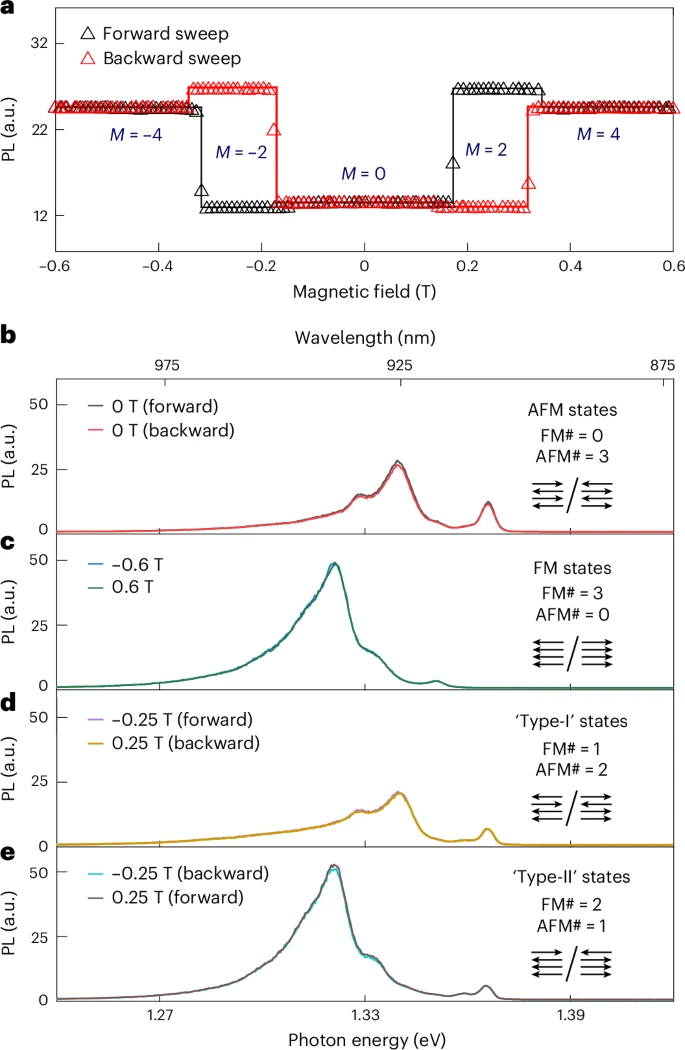 a
PL (a.u.)
32
22
12
Forward sweep
Backward sweep
M = −4
M = −2
M = 0
M = 2
M = 4
−0.6
−0.4
−0.2
0
0.2
0.4
0.6
Magnetic field (T)
b
Wavelength (nm)
975
925
875
PL (a.u.)
50
25
0
0 T (forward)
0 T (backward)
AFM states
FM# = 0
AFM# = 3
c
PL (a.u.)
50
25
0
−0.6 T
0.6 T
FM states
FM# = 3
AFM# = 0
d
PL (a.u.)
50
25
0
−0.25 T (forward)
0.25 T (backward)
‘Type-I’ states
FM# = 1
AFM# = 2
e
PL (a.u.)
50
25
0
−0.25 T (backward)
0.25 T (forward)
‘Type-II’ states
FM# = 2
AFM# = 1
1.27
1.33
1.39
Photon energy (eV)